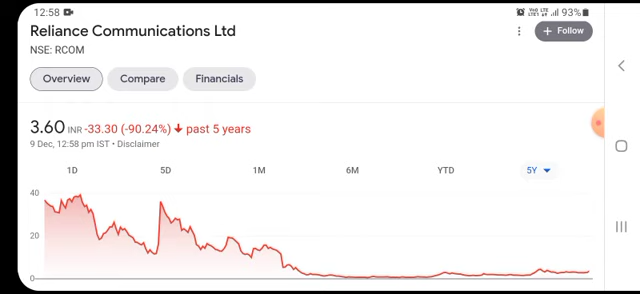 12:58
93%
Reliance Communications Ltd
Follow
NSE: RCOM
Overview
Compare
Financials
3.60 INR -33.30 (-90.24%) past 5 years
9 Dec, 12:58 pm IST • Disclaimer
1D 5D 1M 6M YTD 5Y
40
20
0